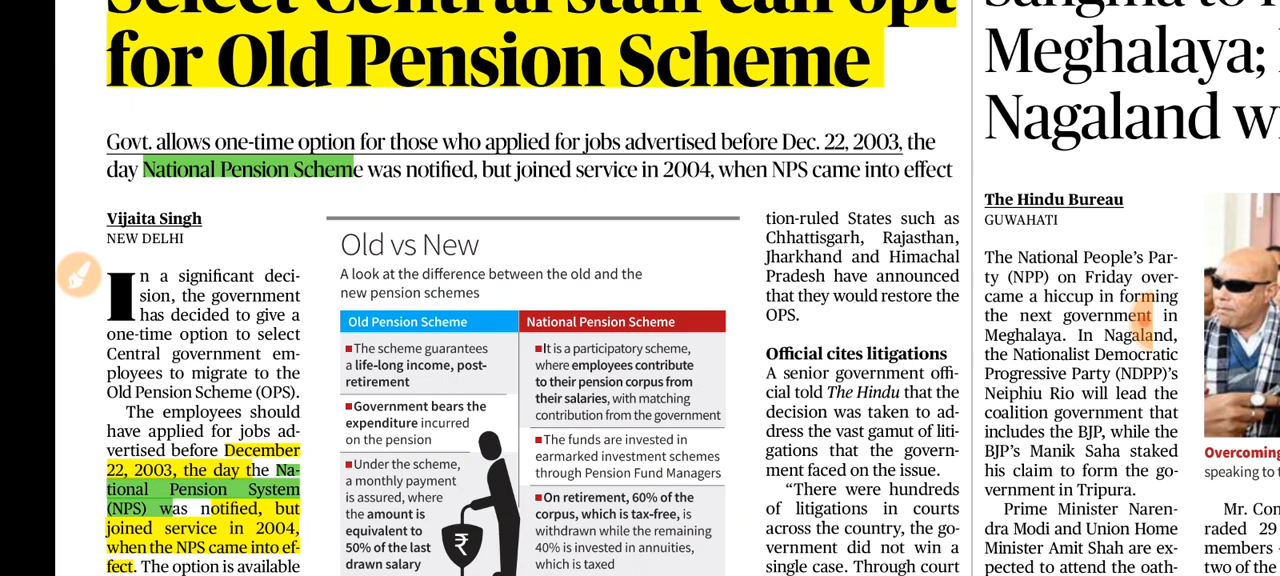 Select Central staff can opt
for Old Pension Scheme
Govt. allows one-time option for those who applied for jobs advertised before Dec. 22, 2003, the
day National Pension Scheme was notified, but joined service in 2004, when NPS came into effect
Vijaita Singh
NEW DELHI
In a significant deci-
sion, the government
has decided to give a
one-time option to select
Central government em-
ployees to migrate to the
Old Pension Scheme (OPS).
The employees should
have applied for jobs ad-
vertised before December
22, 2003, the day the Na-
tional Pension System
(NPS) was notified, but
joined service in 2004,
when the NPS came into ef-
fect. The option is available
Old vs New
A look at the difference between the old and the
new pension schemes
Old Pension Scheme
■The scheme guarantees
a life-long income, post-
retirement
■Government bears the
expenditure incurred
on the pension
■Under the scheme,
a monthly payment
is assured, where
the amount is
equivalent to
50% of the last
drawn salary
₹
National Pension Scheme
■It is a participatory scheme,
where employees contribute
to their pension corpus from
their salaries, with matching
contribution from the government
■The funds are invested in
earmarked investment schemes
through Pension Fund Managers
■On retirement, 60% of the
corpus, which is tax-free, is
withdrawn while the remaining
40% is invested in annuities,
which is taxed
tion-ruled States such as
Chhattisgarh, Rajasthan,
Jharkhand and Himachal
Pradesh have announced
that they would restore the
OPS.
Official cites litigations
A senior government offi-
cial told The Hindu that the
decision was taken to ad-
dress the vast gamut of liti-
gations that the govern-
ment faced on the issue.
“There were hundreds
of litigations in courts
across the country, the go-
vernment did not win a
single case. Through court
Sangma to
Meghalaya;
Nagaland
The Hindu Bureau
GUWAHATI
The National People’s Par-
ty (NPP) on Friday over-
came a hiccup in forming
the next government in
Meghalaya. In Nagaland,
the Nationalist Democratic
Progressive Party (NDPP)’s
Neiphiu Rio will lead the
coalition government that
includes the BJP, while the
BJP’s Manik Saha staked
his claim to form the go-
vernment in Tripura.
Prime Minister Naren-
dra Modi and Union Home
Minister Amit Shah are ex-
pected to attend the oath-
Overcoming
speaking to
Mr. Con
raded 29
members
two of the